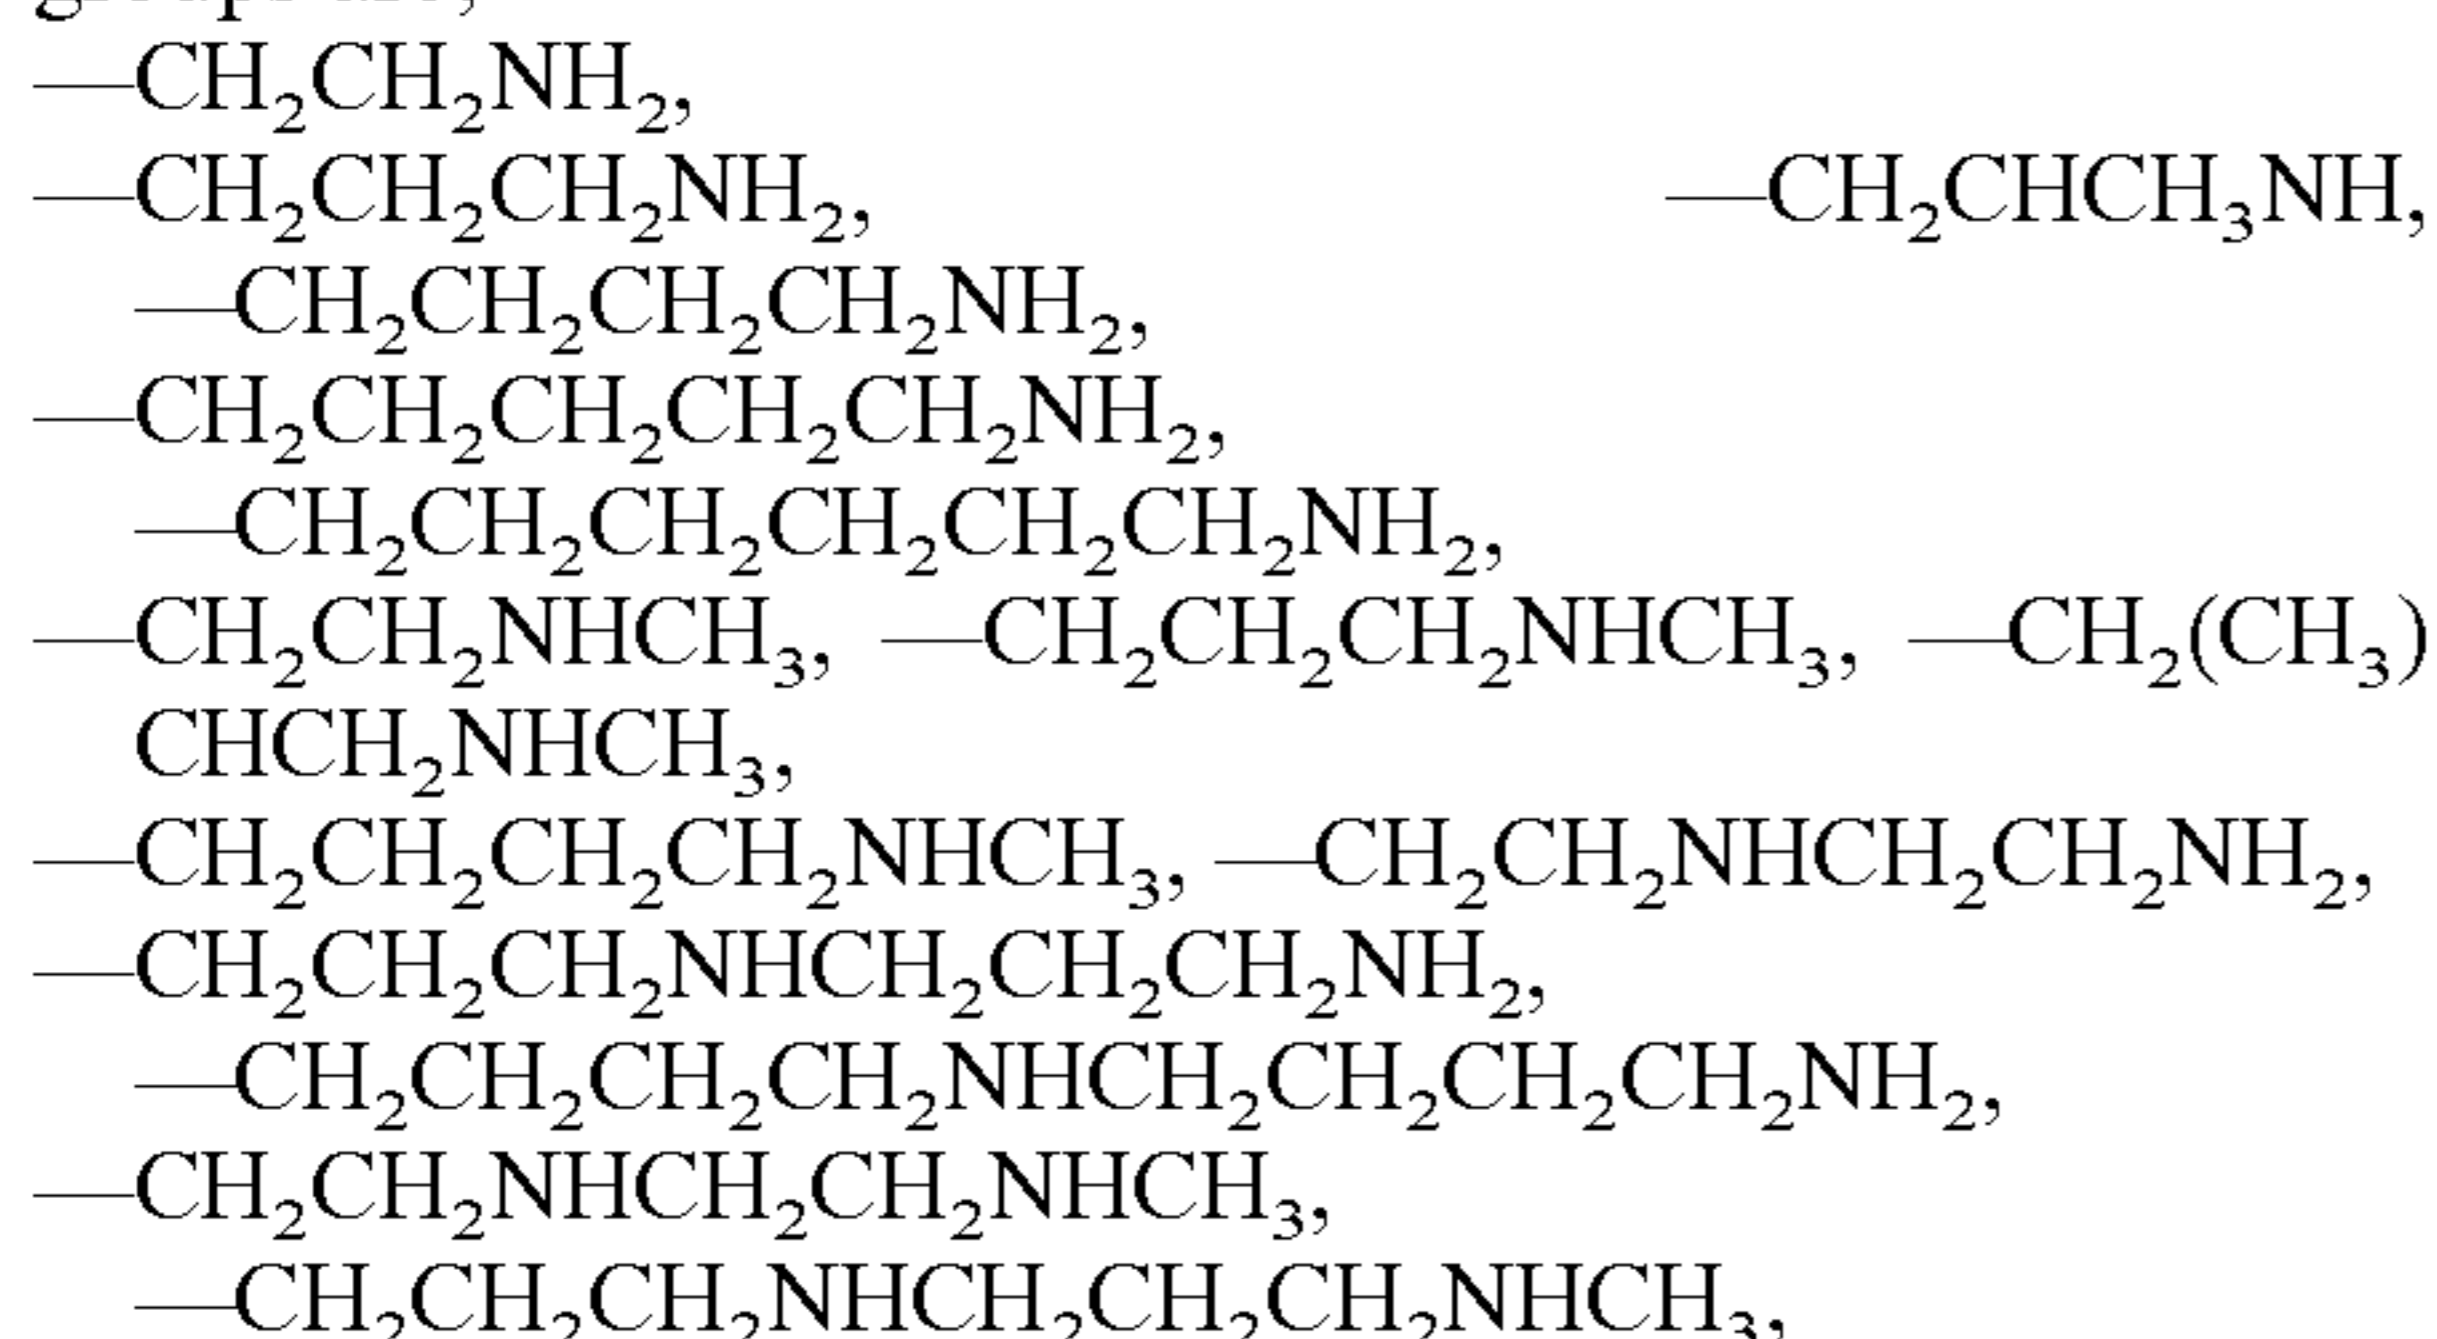 —CH₂CH₂NH₂,
—CH₂CH₂CH₂NH₂, —CH₂CHCH₃NH,
—CH₂CH₂CH₂CH₂NH₂,
—CH₂CH₂CH₂CH₂CH₂NH₂,
—CH₂CH₂CH₂CH₂CH₂CH₂NH₂,
—CH₂CH₂NHCH₃, —CH₂CH₂CH₂NHCH₃, —CH₂(CH₃)
CHCH₂NHCH₃,
—CH₂CH₂CH₂CH₂NHCH₃, —CH₂CH₂NHCH₂CH₂NH₂,
—CH₂CH₂CH₂NHCH₂CH₂CH₂NH₂,
—CH₂CH₂CH₂CH₂NHCH₂CH₂CH₂CH₂NH₂,
—CH₂CH₂NHCH₂CH₂NHCH₃,
—CH₂CH₂CH₂NHCH₂CH₂CH₂NHCH₃,